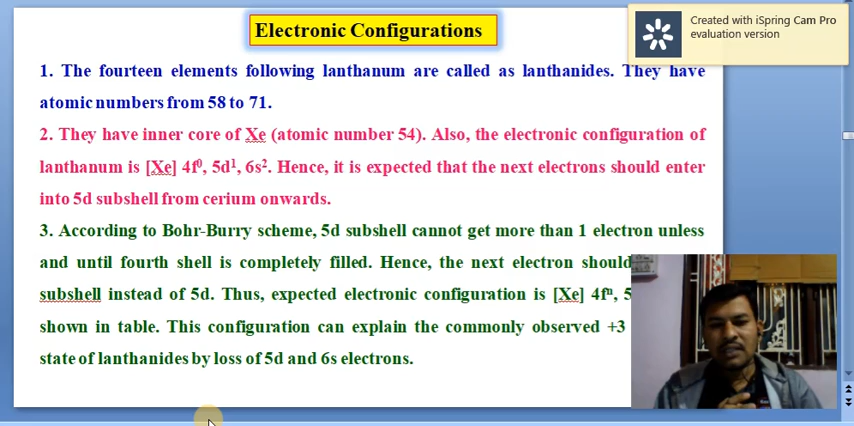 Electronic Configurations
Created with iSpring Cam Pro
evaluation version
1. The fourteen elements following lanthanum are called as lanthanides. They have
atomic numbers from 58 to 71.
2. They have inner core of Xe (atomic number 54). Also, the electronic configuration of
lanthanum is [Xe] 4f⁰, 5d¹, 6s². Hence, it is expected that the next electrons should enter
into 5d subshell from cerium onwards.
3. According to Bohr-Burry scheme, 5d subshell cannot get more than 1 electron unless
and until fourth shell is completely filled. Hence, the next electron should
subshell instead of 5d. Thus, expected electronic configuration is [Xe] 4fⁿ, 5
shown in table. This configuration can explain the commonly observed +3
state of lanthanides by loss of 5d and 6s electrons.